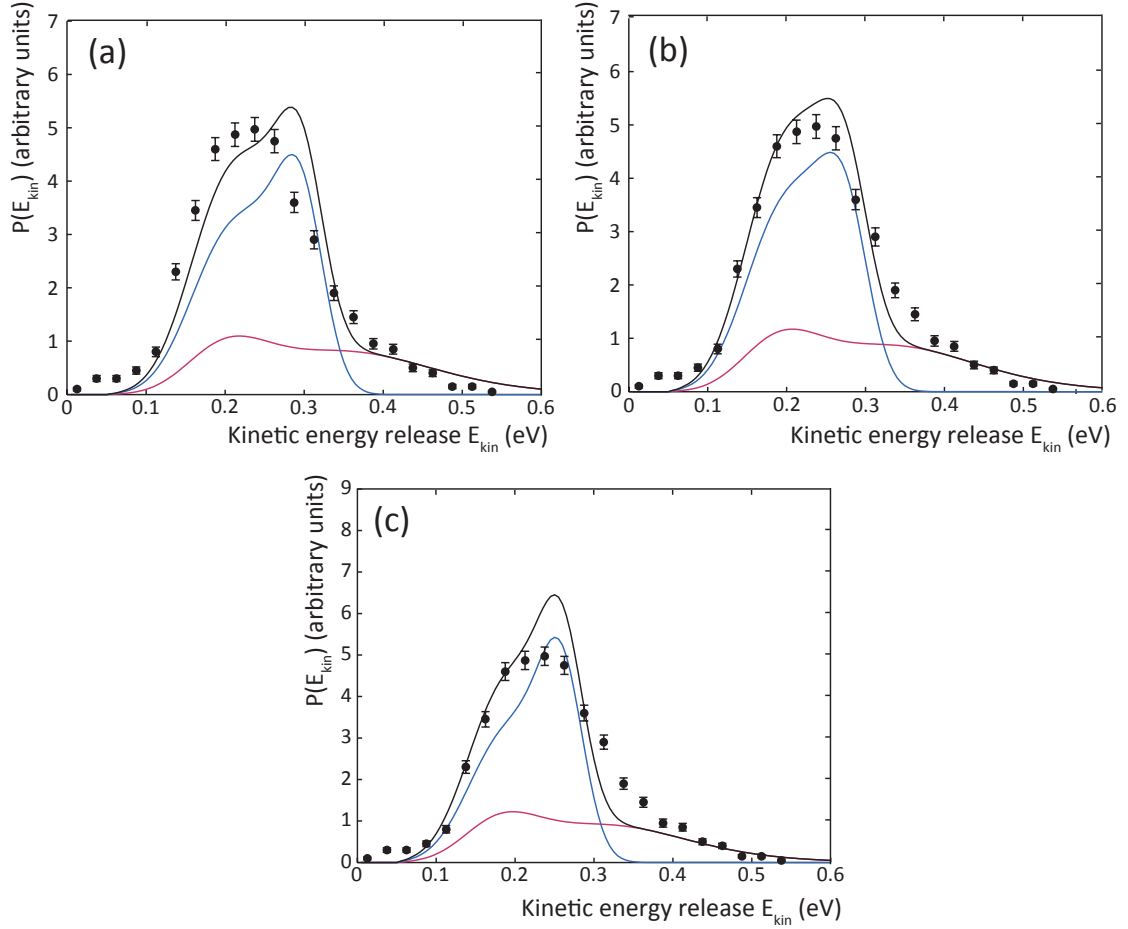 (a)
P(E_kin) (arbitrary units)
7
6
5
4
3
2
1
0
0 0.1 0.2 0.3 0.4 0.5 0.6
Kinetic energy release E_kin (eV)
(b)
P(E_kin) (arbitrary units)
7
6
5
4
3
2
1
0
0 0.1 0.2 0.3 0.4 0.5 0.6
Kinetic energy release E_kin (eV)
(c)
P(E_kin) (arbitrary units)
9
8
7
6
5
4
3
2
1
0
0 0.1 0.2 0.3 0.4 0.5 0.6
Kinetic energy release E_kin (eV)